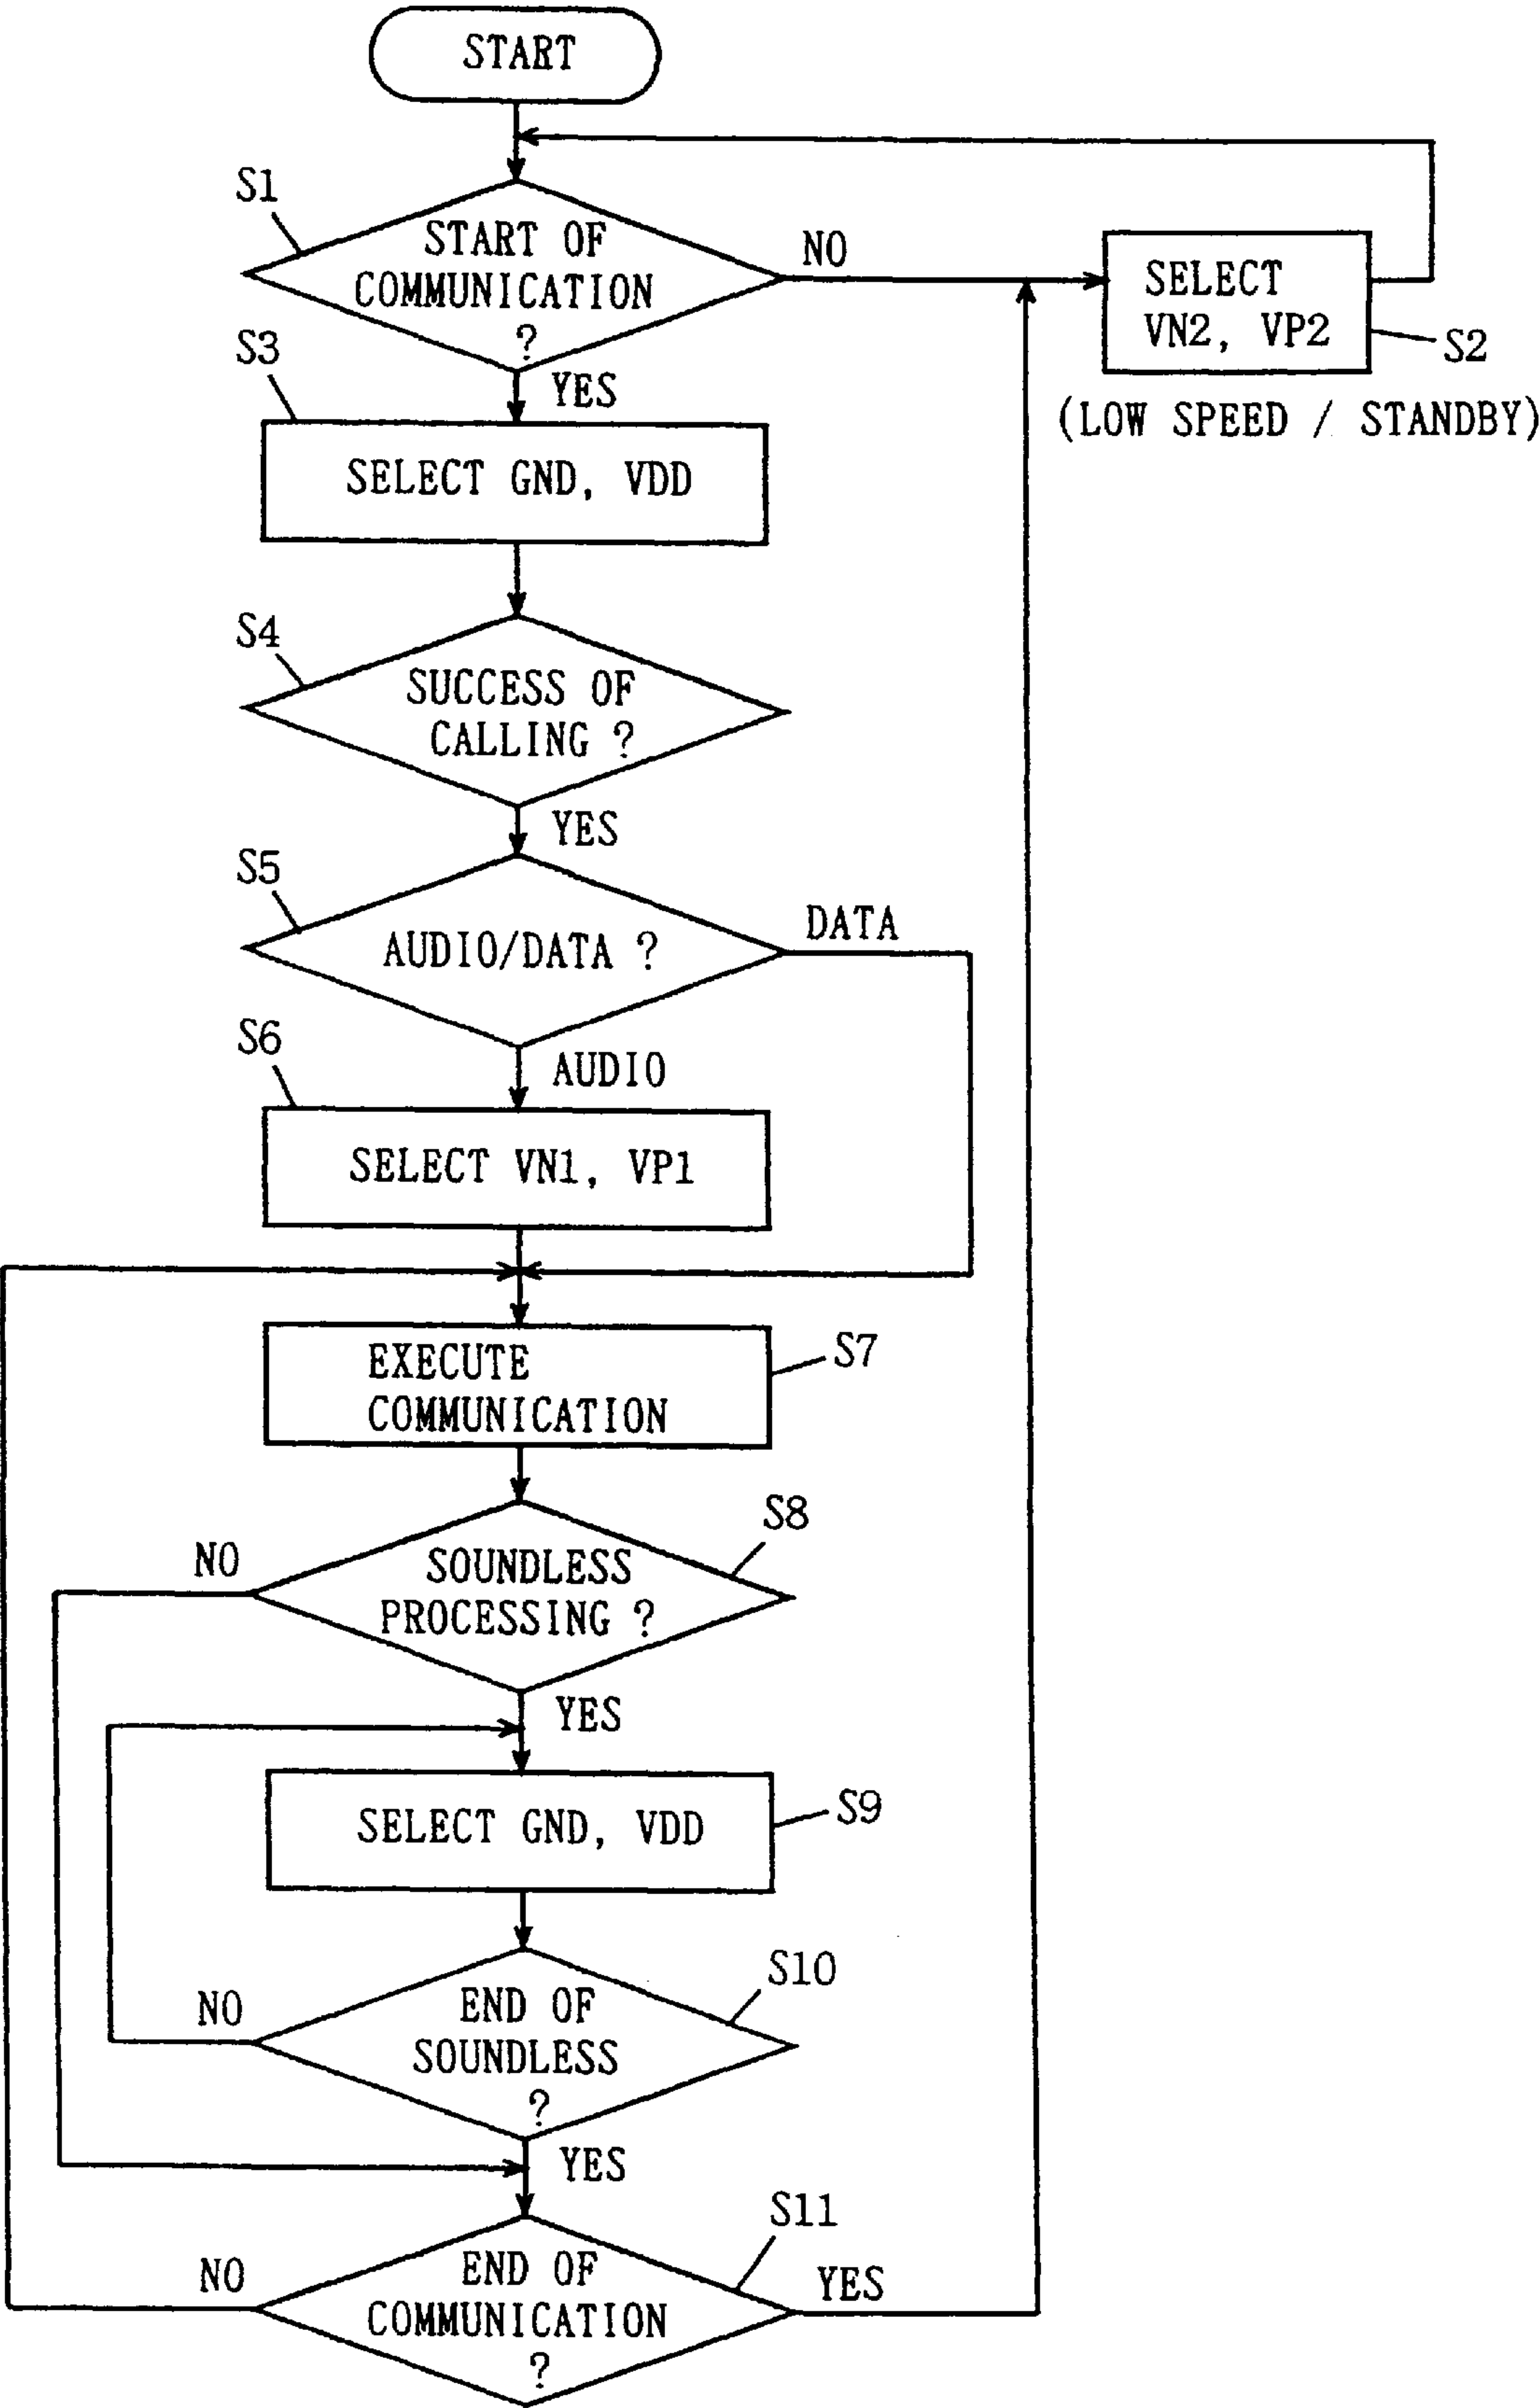 START
S1
START OF
COMMUNICATION
?
NO
SELECT
VN2, VP2
S2
(LOW SPEED / STANDBY)
YES
S3
SELECT GND, VDD
S4
SUCCESS OF
CALLING ?
YES
S5
AUDIO/DATA ?
DATA
AUDIO
S6
SELECT VN1, VP1
EXECUTE
COMMUNICATION
S7
S8
SOUNDLESS
PROCESSING ?
NO
YES
SELECT GND, VDD
S9
S10
END OF
SOUNDLESS
?
NO
YES
S11
END OF
COMMUNICATION
?
NO
YES